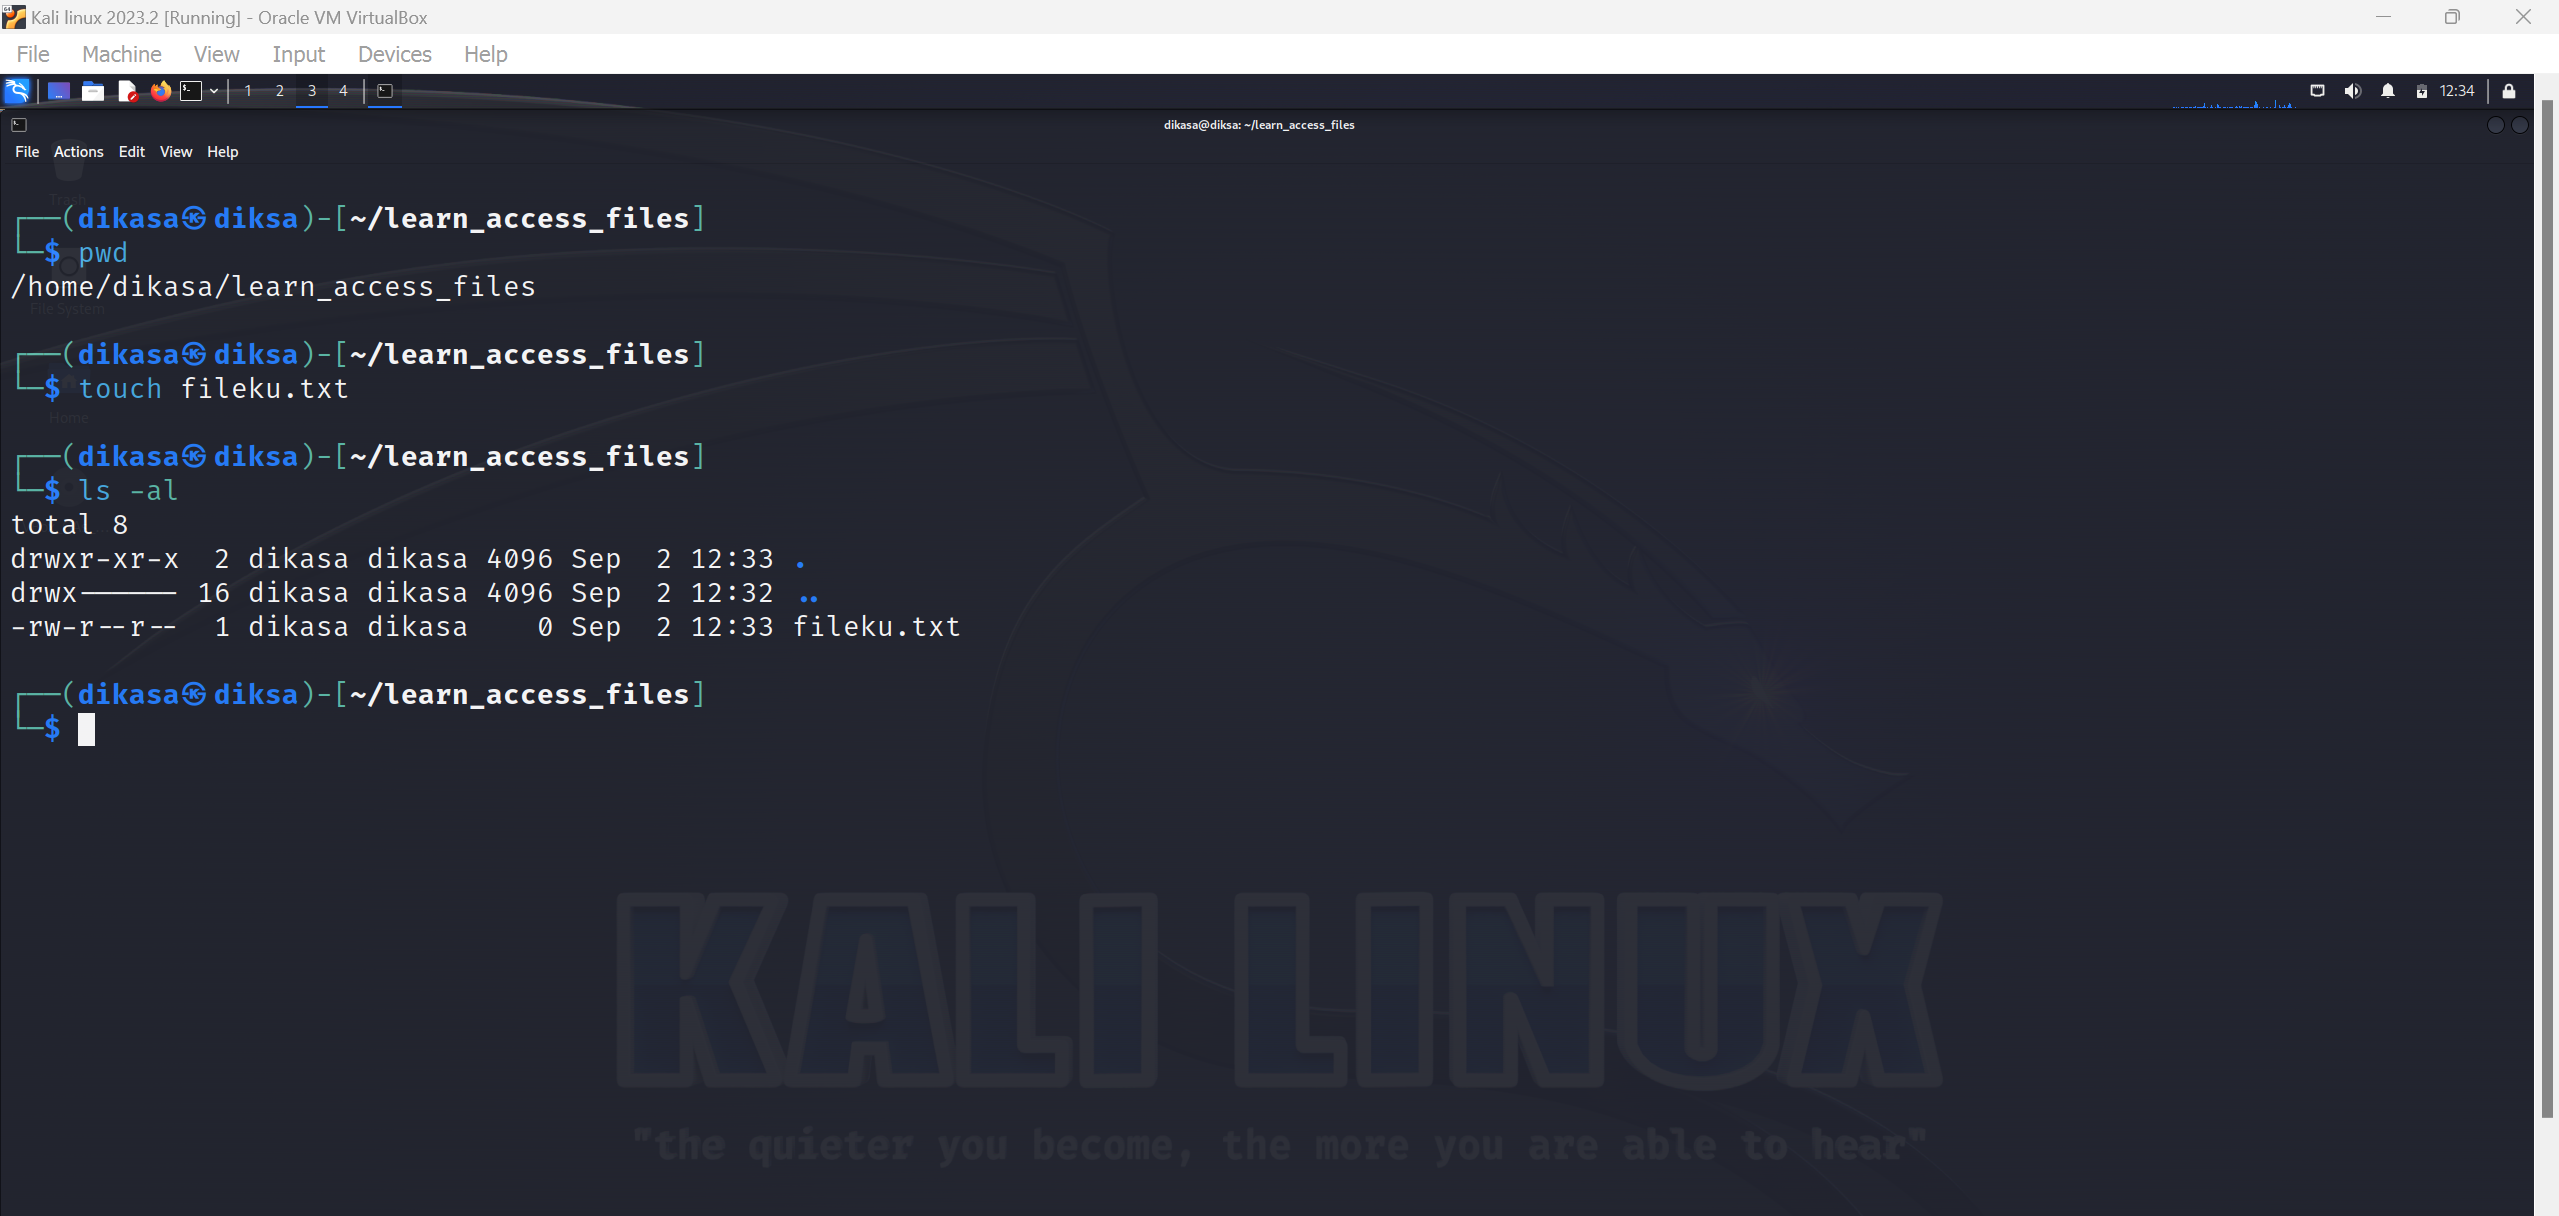 Kali linux 2023.2 [Running] - Oracle VM VirtualBox
File Machine View Input Devices Help
1 2 3 4 12:34
dikasa@diksa: ~/learn_access_files
File Actions Edit View Help
Trash
┌──(dikasa㉿diksa)-[~/learn_access_files]
└─$ pwd
/home/dikasa/learn_access_files
File System
┌──(dikasa㉿diksa)-[~/learn_access_files]
└─$ touch fileku.txt
Home
┌──(dikasa㉿diksa)-[~/learn_access_files]
└─$ ls -al
total 8
drwxr-xr-x  2 dikasa dikasa 4096 Sep  2 12:33 .
drwx------ 16 dikasa dikasa 4096 Sep  2 12:32 ..
-rw-r--r--  1 dikasa dikasa    0 Sep  2 12:33 fileku.txt
┌──(dikasa㉿diksa)-[~/learn_access_files]
└─$
KALI LINUX
"the quieter you become, the more you are able to hear"